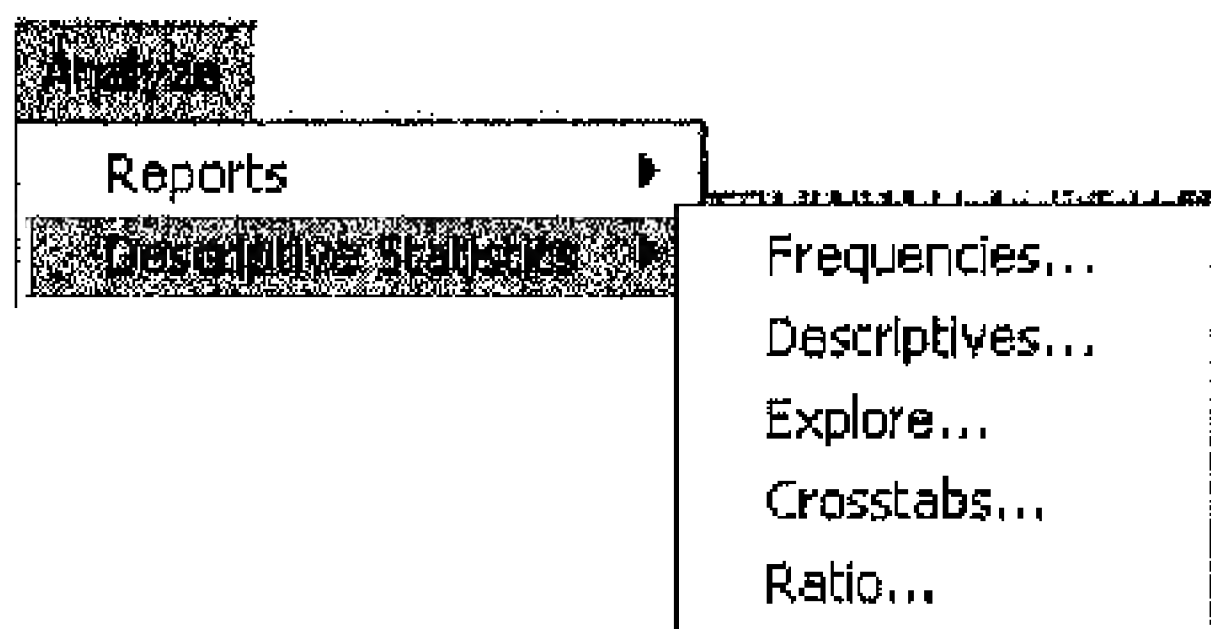 Analyze
Reports
Descriptive Statistics
Frequencies...
Descriptives...
Explore...
Crosstabs...
Ratio...